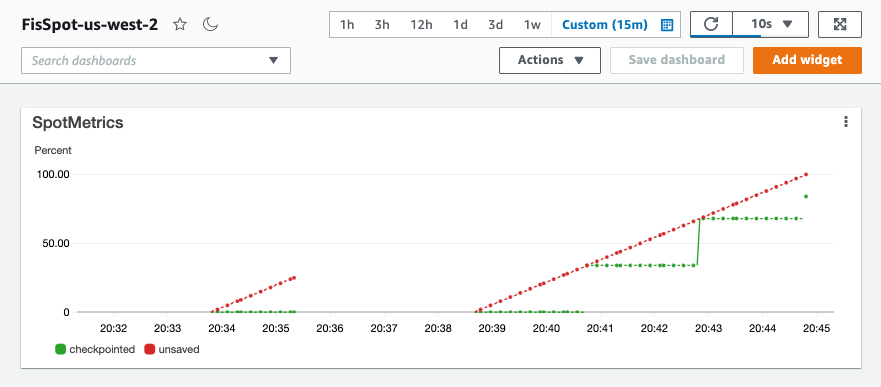 FisSpot-us-west-2
1h 3h 12h 1d 3d 1w Custom (15m) 10s
Search dashboards
Actions Save dashboard Add widget
SpotMetrics
Percent
100.00
50.00
0
20:32 20:33 20:34 20:35 20:36 20:37 20:38 20:39 20:40 20:41 20:42 20:43 20:44 20:45
checkpointed unsaved